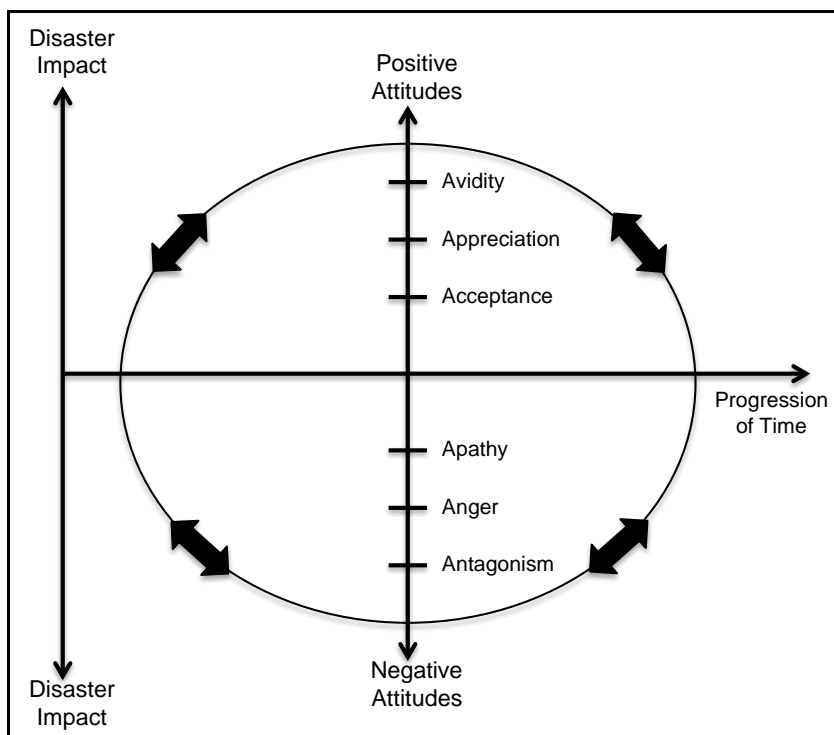 Disaster
Impact
Positive
Attitudes
Avidity
Appreciation
Acceptance
Progression
of Time
Apathy
Anger
Antagonism
Negative
Attitudes
Disaster
Impact